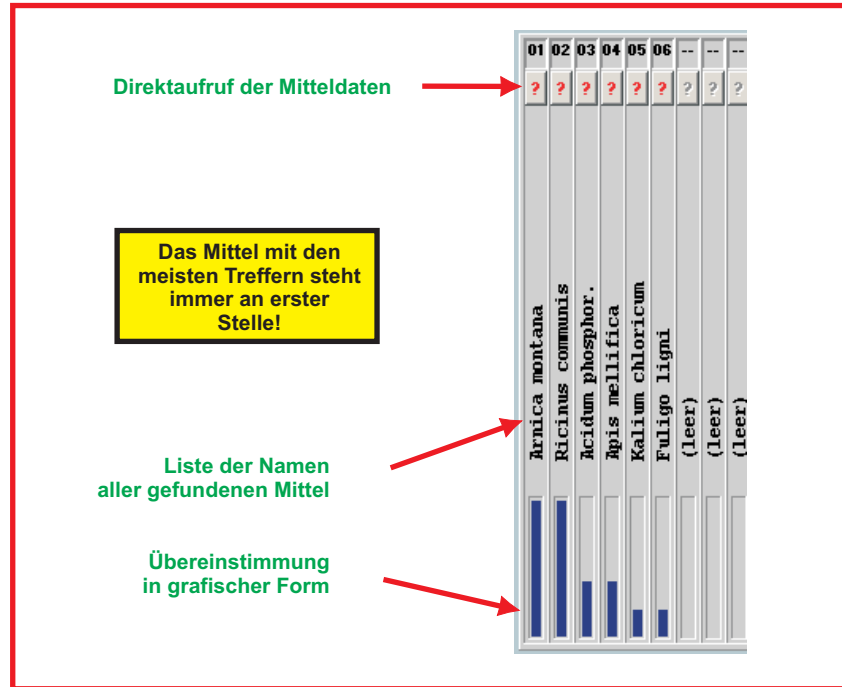 01 02 03 04 05 06 -- -- --
Direktaufruf der Mitteldaten
? ? ? ? ? ? ? ? ?
Das Mittel mit den
meisten Treffern steht
immer an erster
Stelle!
Arnica montana
Ricinus communis
Acidum phosphor.
Apis mellifica
Kalium chloricum
Fuligo ligni
(leer)
(leer)
(leer)
Liste der Namen
aller gefundenen Mittel
Übereinstimmung
in grafischer Form